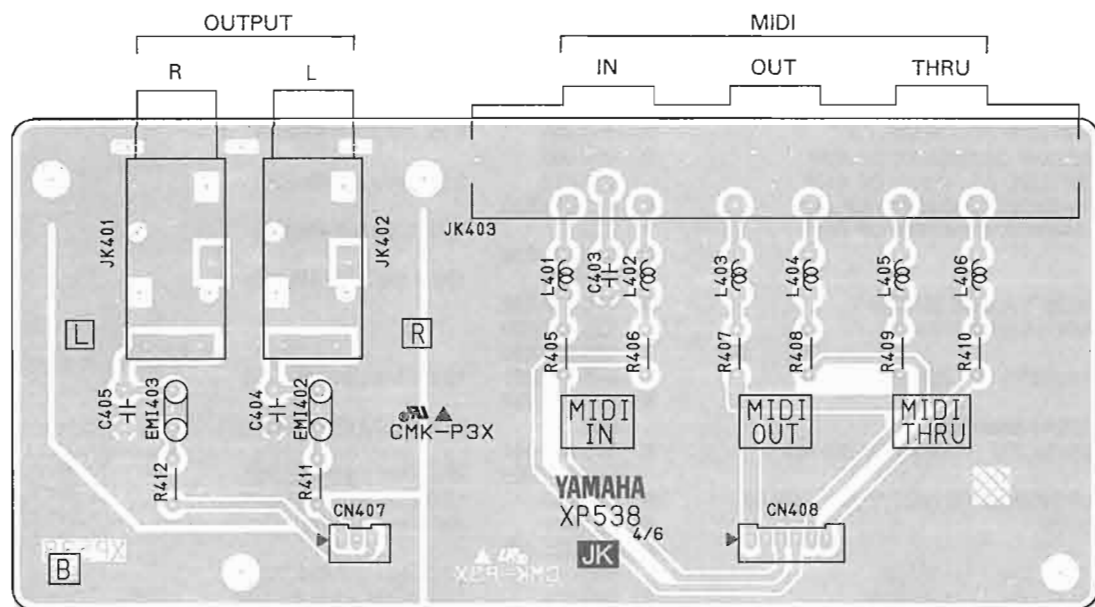 OUTPUT
MIDI
R
L
IN
OUT
THRU
JK401
JK402
JK403
L401
C403
L402
L403
L404
L405
L406
L
R
R405
R406
R407
R408
R409
R410
C405
EMI403
C404
EMI402
CMK-P3X
MIDI
IN
MIDI
OUT
MIDI
THRU
R412
R411
YAMAHA
XP538
4/6
CN407
CN408
JK
B
CMK-P3X